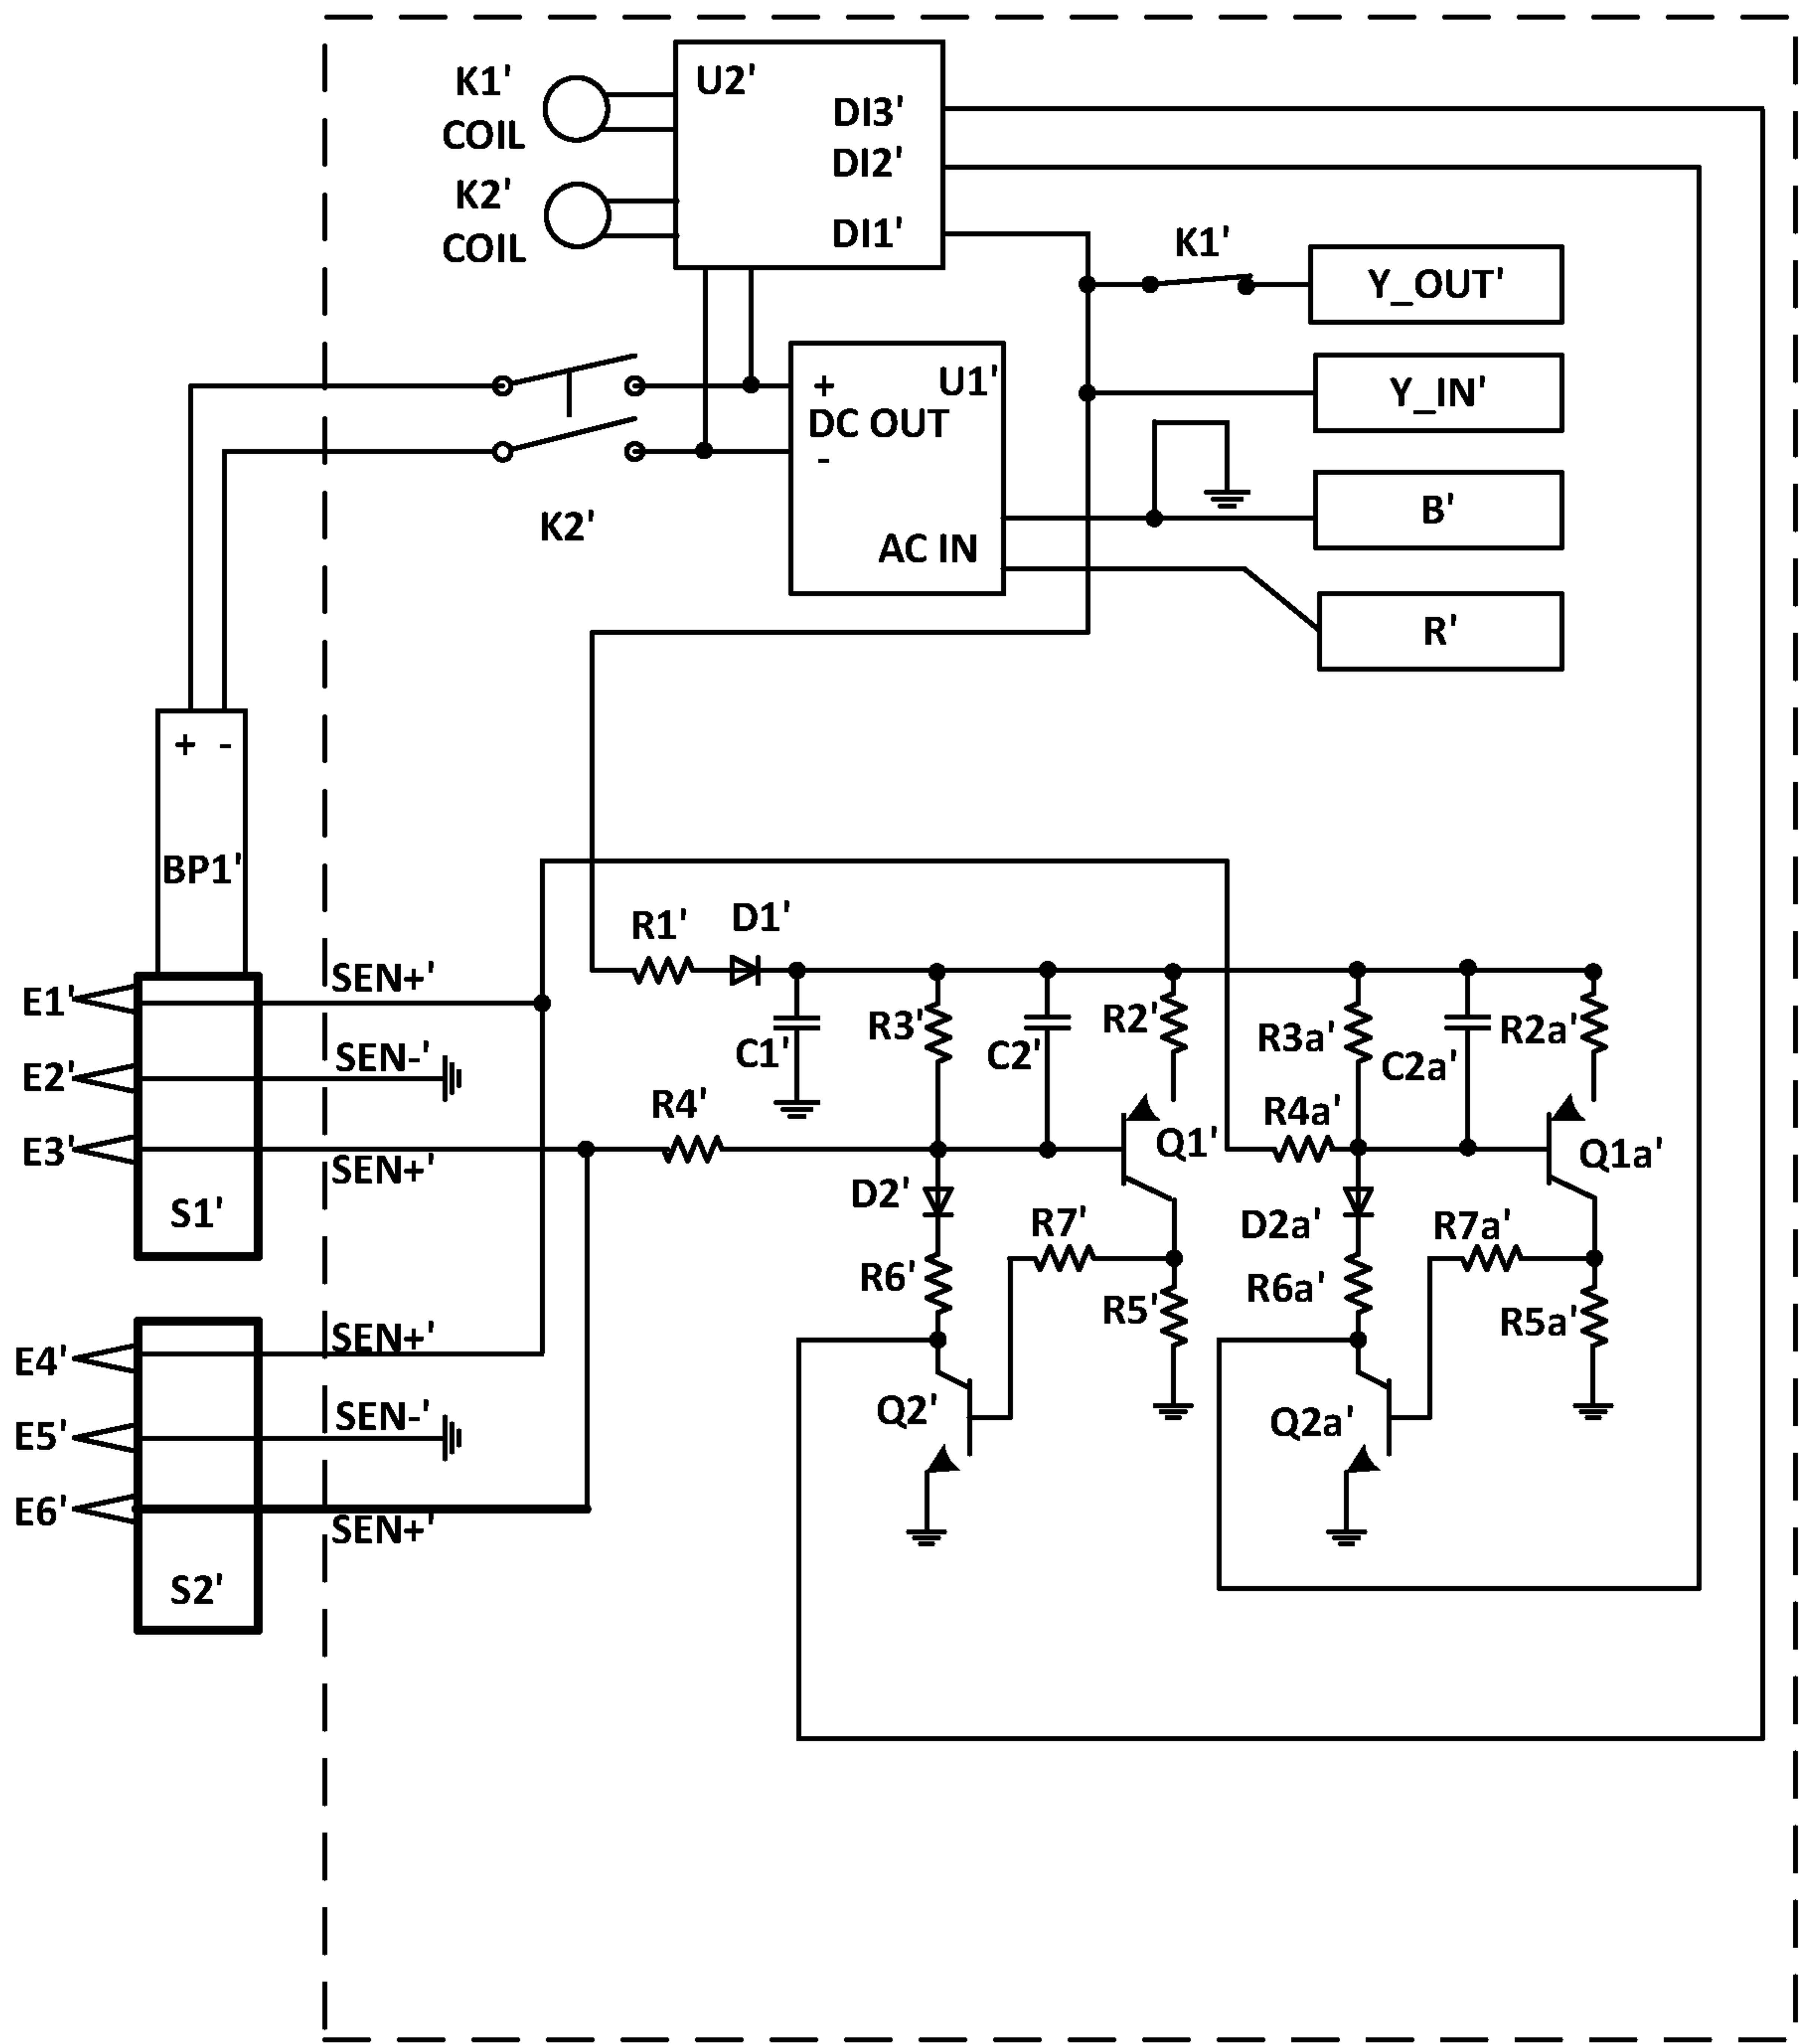 K1'
COIL
K2'
COIL
U2'
DI3'
DI2'
DI1'
K1'
Y_OUT'
Y_IN'
B'
R'
+
U1'
DC OUT
-
AC IN
K2'
+ -
BP1'
R1'
D1'
E1'
SEN+'
R3'
C1'
C2'
R2'
R3a'
C2a'
R2a'
E2'
SEN-'
R4'
R4a'
E3'
SEN+'
Q1'
Q1a'
S1'
D2'
R7'
D2a'
R7a'
R6'
R5'
R6a'
R5a'
E4'
SEN+'
Q2'
Q2a'
E5'
SEN-'
E6'
SEN+'
S2'